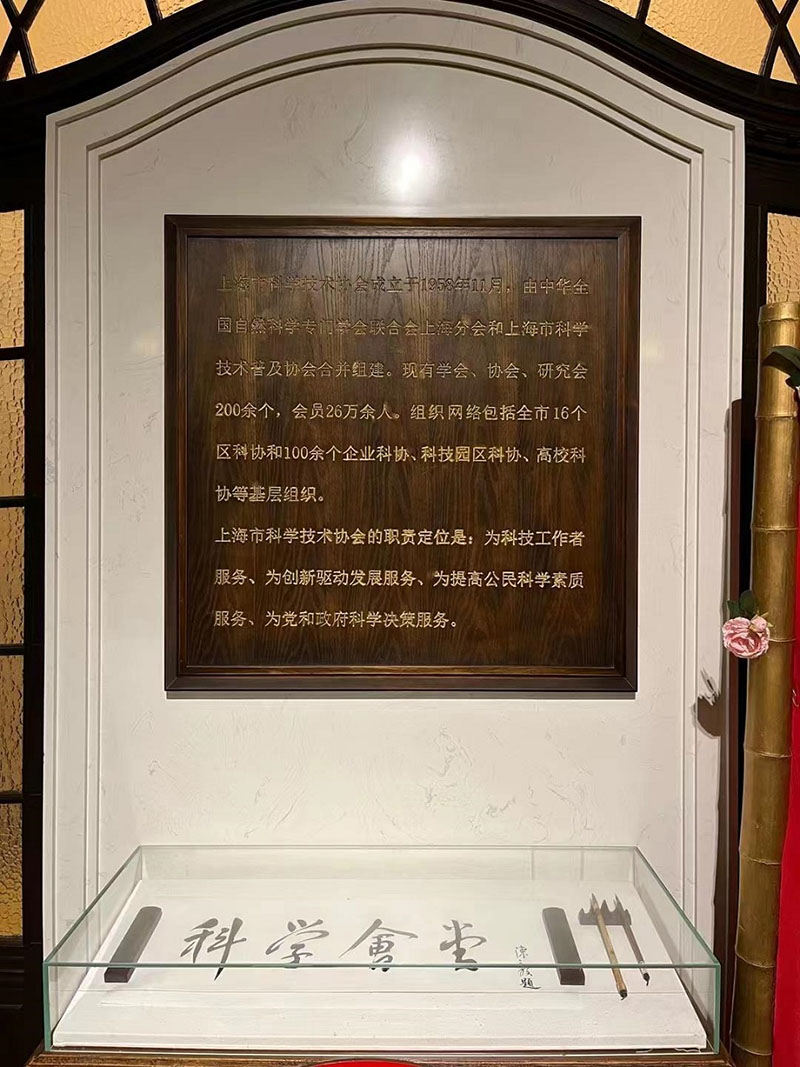 上海市科学技术协会成立于1958年11月，由中华全
国自然科学专门学会联合会上海分会和上海市科学
技术普及协会合并组建。现有学会、协会、研究会
200余个，会员26万余人。组织网络包括全市16个
区科协和100余个企业科协、科技园区科协、高校科
协等基层组织。
上海市科学技术协会的职责定位是：为科技工作者
服务、为创新驱动发展服务、为提高公民科学素质
服务、为党和政府科学决策服务。
科学會堂
題